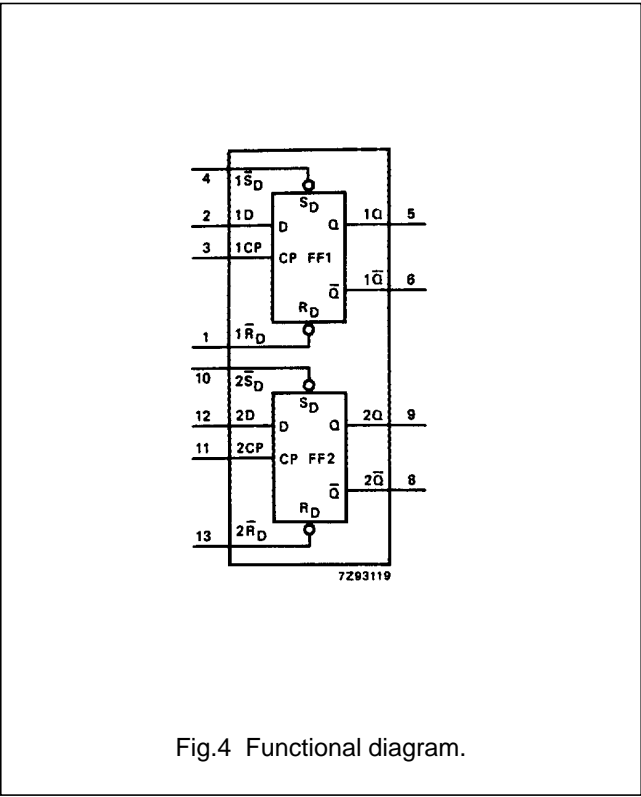 4 1S̅D
SD
2 1D D Q 1Q 5
3 1CP CP FF1
Q̅ 1Q̅ 6
RD
1 1R̅D
10 2S̅D
SD
12 2D D Q 2Q 9
11 2CP CP FF2
Q̅ 2Q̅ 8
RD
13 2R̅D
7Z93119
Fig.4 Functional diagram.